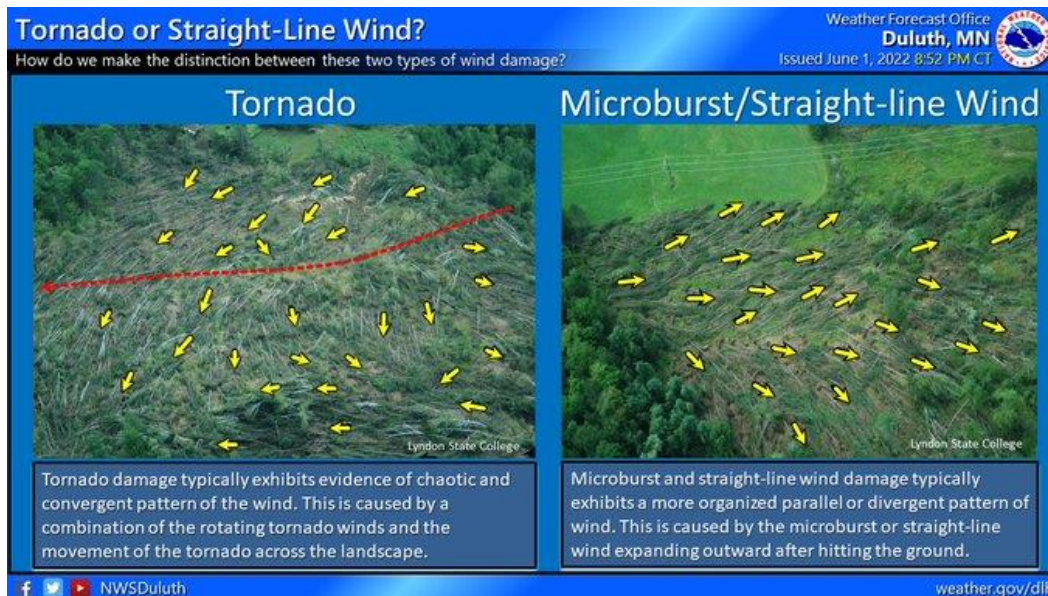 Tornado or Straight-Line Wind?
How do we make the distinction between these two types of wind damage?
Weather Forecast Office
Duluth, MN
Issued June 1, 2022 8:52 PM CT
Tornado
Lyndon State College
Tornado damage typically exhibits evidence of chaotic and
convergent pattern of the wind. This is caused by a
combination of the rotating tornado winds and the
movement of the tornado across the landscape.
Microburst/Straight-line Wind
Lyndon State College
Microburst and straight-line wind damage typically
exhibits a more organized parallel or divergent pattern of
wind. This is caused by the microburst or straight-line
wind expanding outward after hitting the ground.
NWSDuluth
weather.gov/dlh